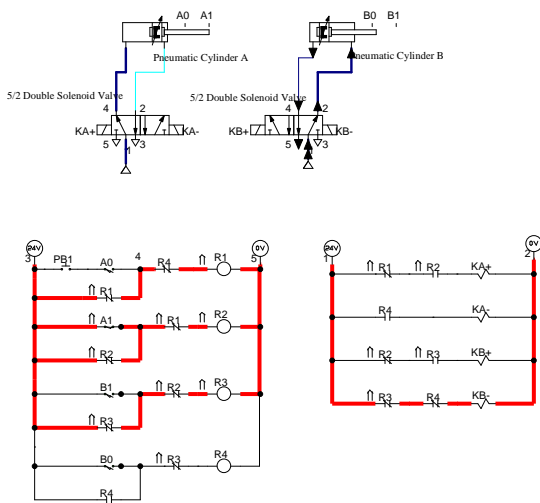 A0 A1
B0 B1
Pneumatic Cylinder A
Pneumatic Cylinder B
5/2 Double Solenoid Valve
5/2 Double Solenoid Valve
4 2
4 2
KA+ KA-
KB+ KB-
5 3
5 3
1
1
24V 0V
24V 0V
3 PB1 A0 4 R4 R1 5
1 2
R1
R1 R2 KA+
A1 R1 R2
R4 KA-
R2
R2 R3 KB+
B1 R2 R3
R3 R4 KB-
R3
B0 R3 R4
R4